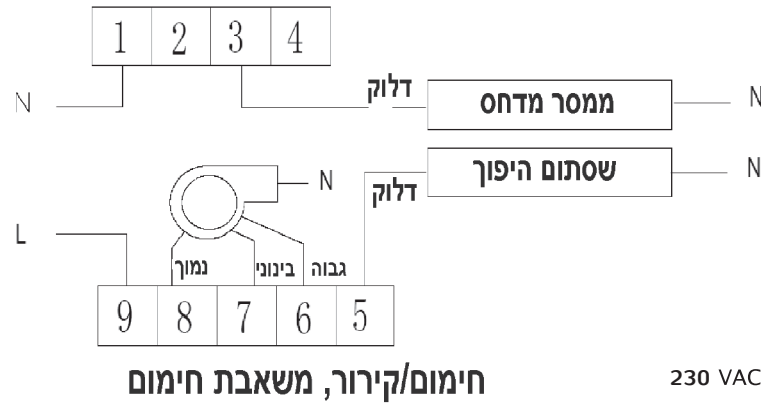 1 2 3 4
N
דלוק
ממסר מדחס
N
N
דלוק
שסתום היפוך
N
L
נמוך
בינוני
גבוה
9 8 7 6 5
חימום/קירור, משאבת חימום
230 VAC